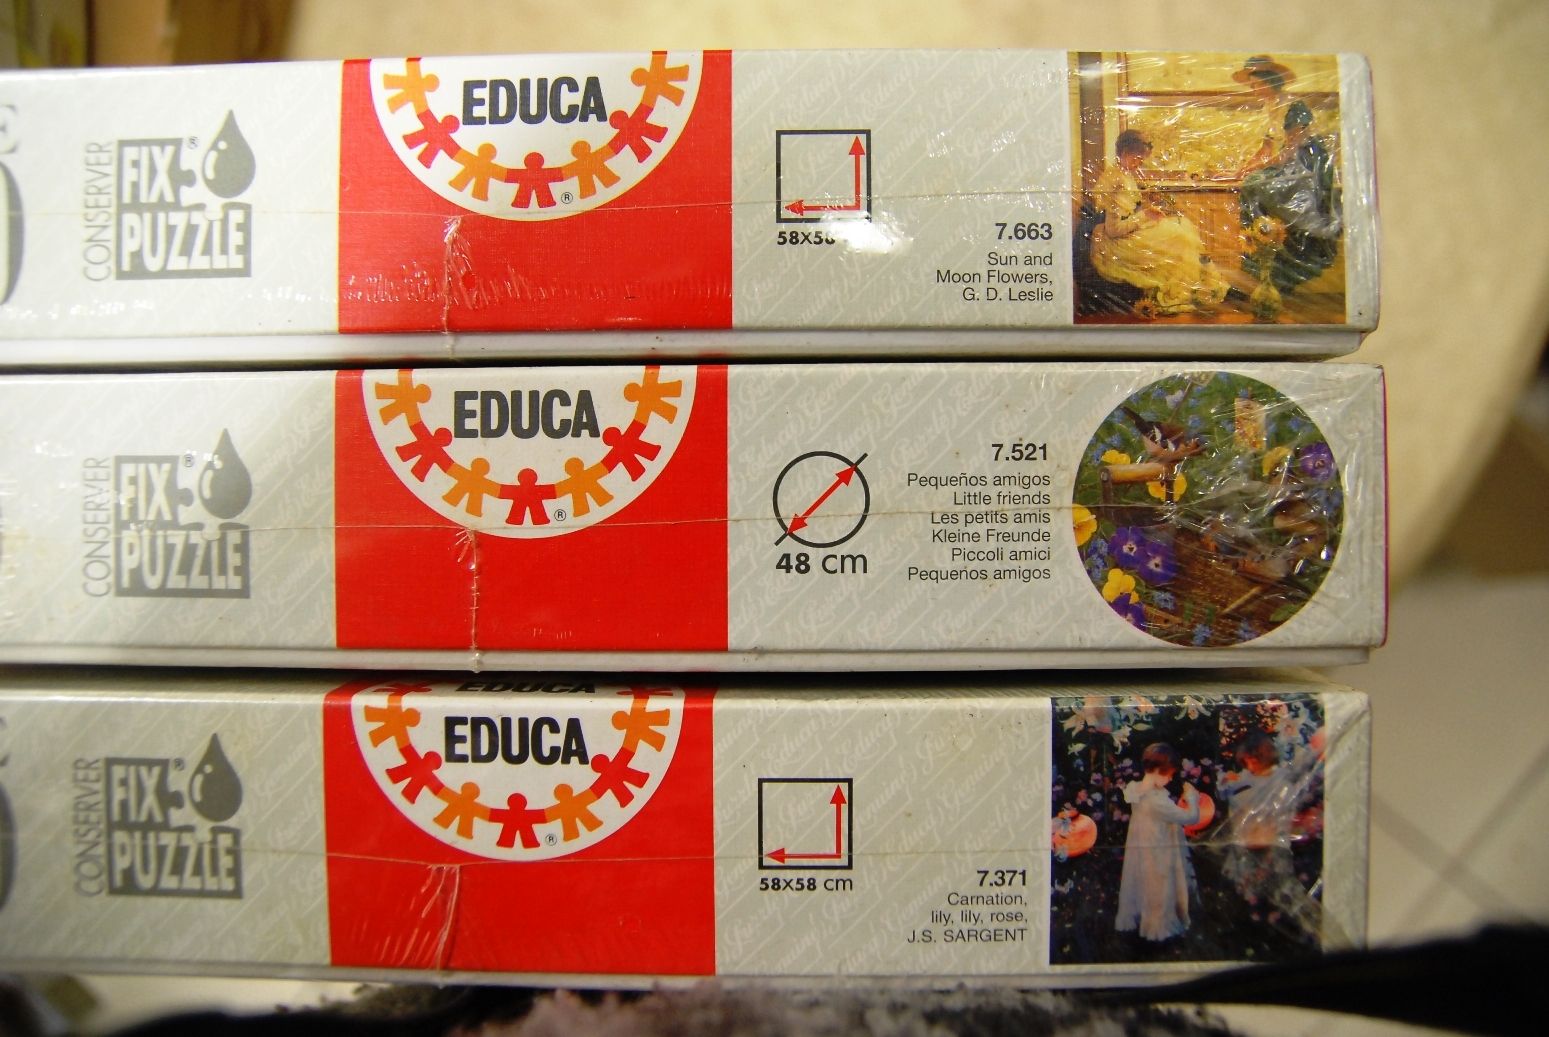 CONSERVER
FIX
PUZZLE
®
EDUCA
®
7.663
Sun and
Moon Flowers,
G. D. Leslie
CONSERVER
FIX
PUZZLE
®
EDUCA
®
48 cm
7.521
Pequeños amigos
Little friends
Les petits amis
Kleine Freunde
Piccoli amici
Pequenos amigos
EDUCA
CONSERVER
FIX
PUZZLE
®
EDUCA
®
58x58 cm
7.371
Carnation,
lily, lily, rose,
J.S. SARGENT